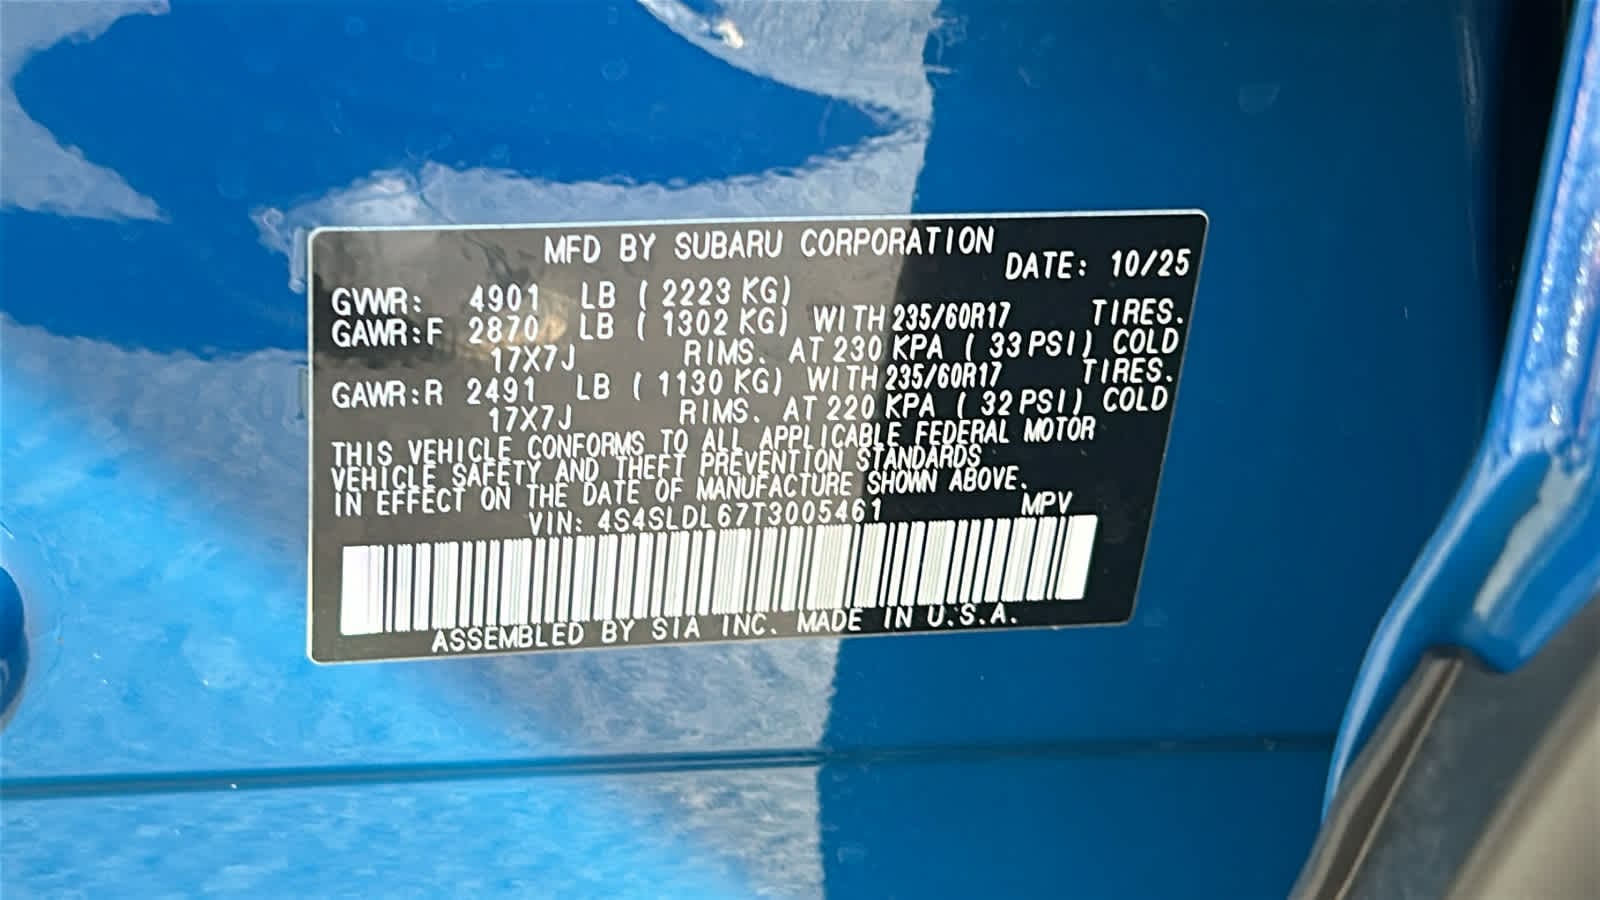 MFD BY SUBARU CORPORATION
DATE: 10/25
GVWR: 4901 LB ( 2223 KG)
GAWR:F 2870 LB ( 1302 KG) WITH 235/60R17 TIRES.
17X7J RIMS. AT 230 KPA ( 33 PSI) COLD
GAWR:R 2491 LB ( 1130 KG) WITH 235/60R17 TIRES.
17X7J RIMS. AT 220 KPA ( 32 PSI) COLD
THIS VEHICLE CONFORMS TO ALL APPLICABLE FEDERAL MOTOR
VEHICLE SAFETY AND THEFT PREVENTION STANDARDS
IN EFFECT ON THE DATE OF MANUFACTURE SHOWN ABOVE.
VIN: 4S4SLDL67T3005461 MPV
ASSEMBLED BY SIA INC. MADE IN U.S.A.